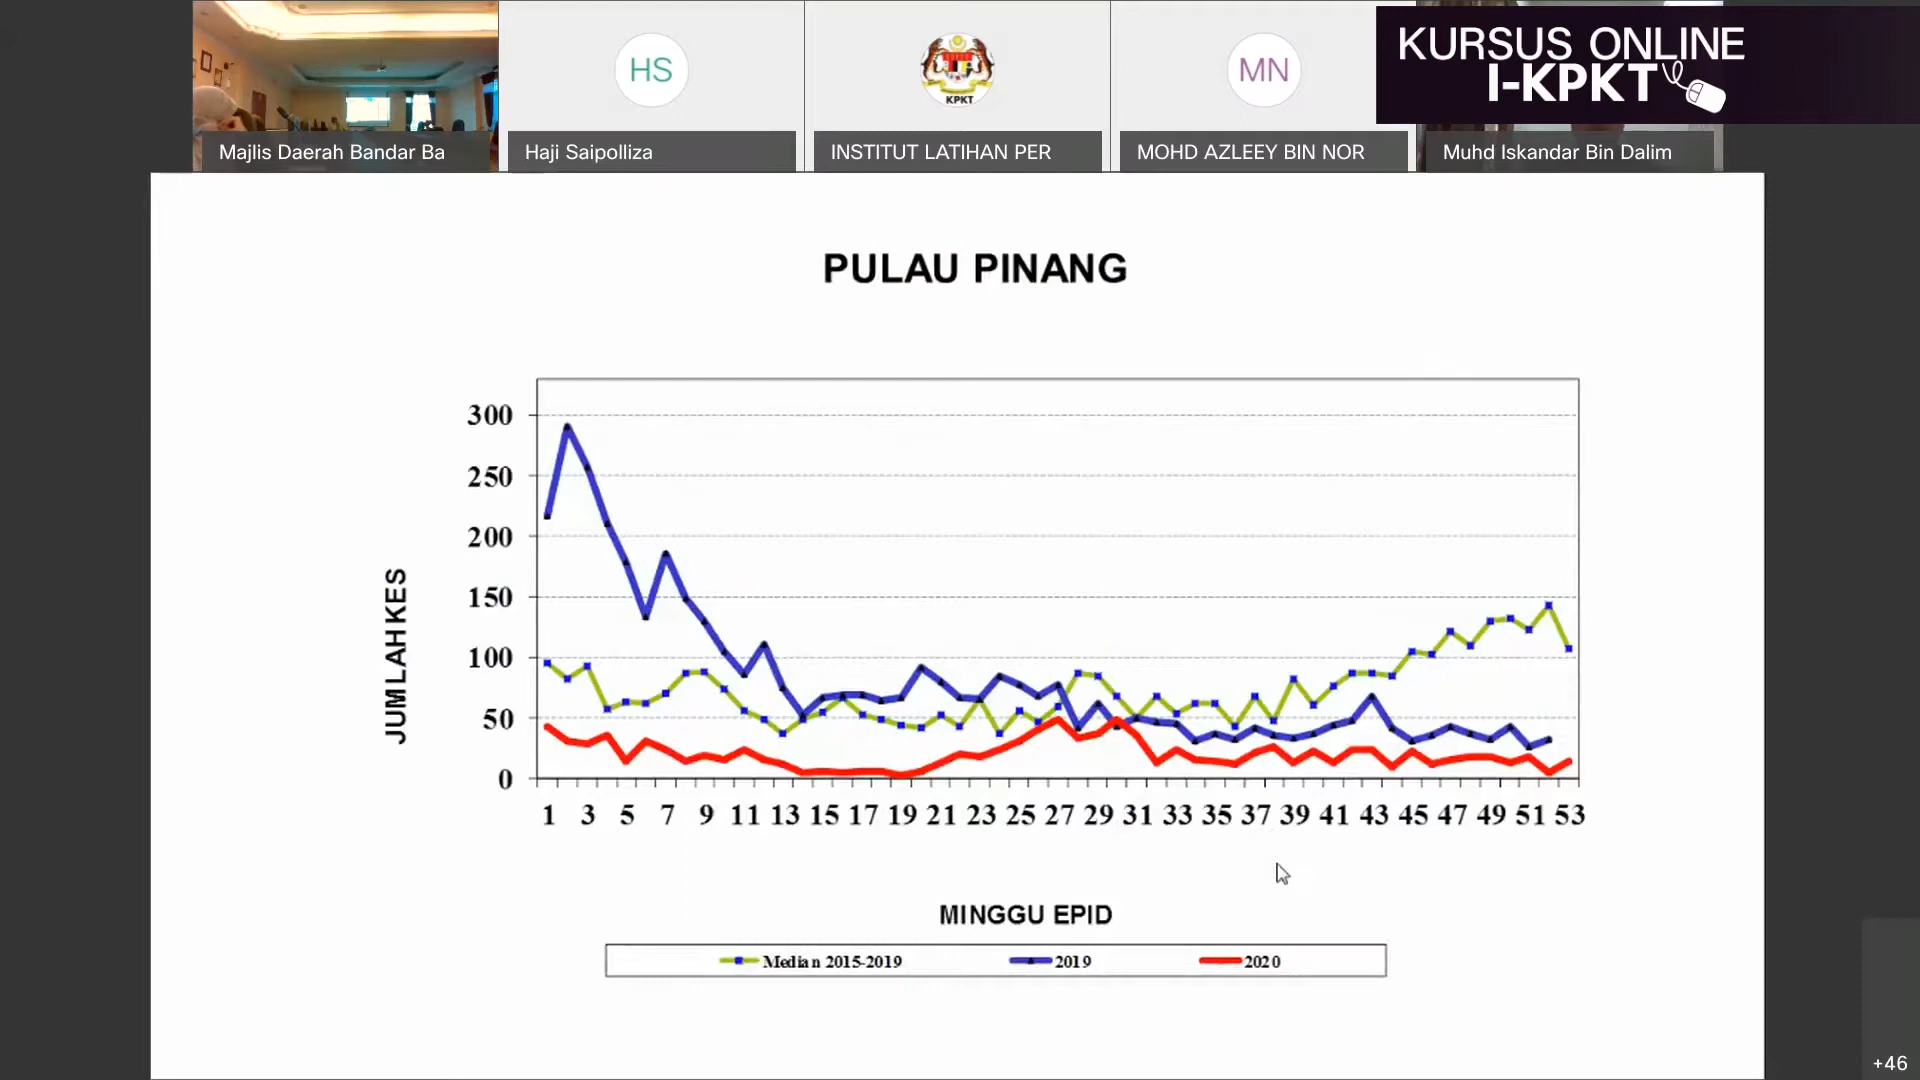 KURSUS ONLINE
I-KPKT
HS
KPKT
MN
Majlis Daerah Bandar Ba
Haji Saipolliza
INSTITUT LATIHAN PER
MOHD AZLEEY BIN NOR
Muhd Iskandar Bin Dalim
PULAU PINANG
JUMLAH KES
300
250
200
150
100
50
0
1 3 5 7 9 11 13 15 17 19 21 23 25 27 29 31 33 35 37 39 41 43 45 47 49 51 53
MINGGU EPID
Median 2015-2019 2019 2020
+46